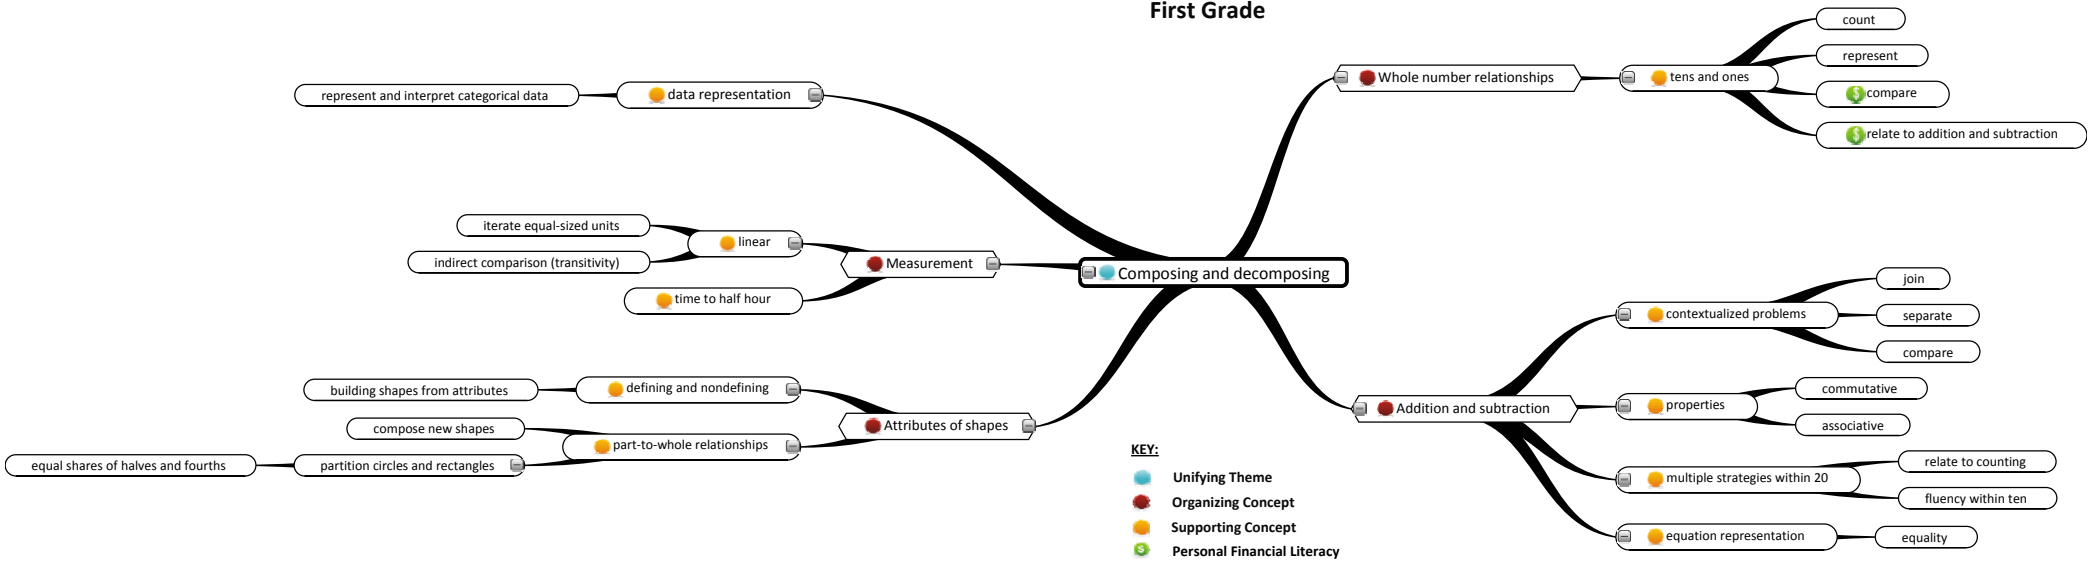 First Grade
represent and interpret categorical data
data representation
iterate equal-sized units
indirect comparison (transitivity)
linear
time to half hour
Measurement
building shapes from attributes
defining and nondefining
compose new shapes
equal shares of halves and fourths
partition circles and rectangles
part-to-whole relationships
Attributes of shapes
Composing and decomposing
Whole number relationships
tens and ones
count
represent
$ compare
$ relate to addition and subtraction
Addition and subtraction
contextualized problems
join
separate
compare
properties
commutative
associative
multiple strategies within 20
relate to counting
fluency within ten
equation representation
equality
KEY:
Unifying Theme
Organizing Concept
Supporting Concept
$ Personal Financial Literacy